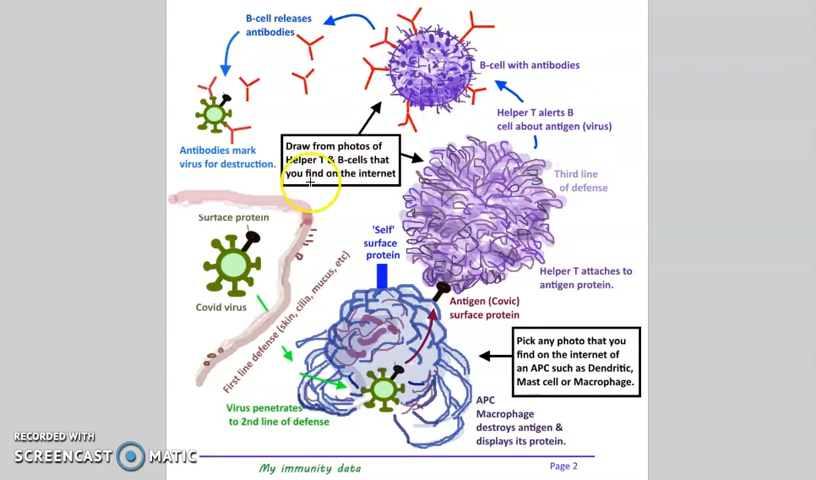 B-cell releases
antibodies
B-cell with antibodies
Helper T alerts B
cell about antigen (virus)
Antibodies mark
virus for destruction.
Draw from photos of
Helper T & B-cells that
you find on the internet
Third line
of defense
Surface protein
'Self'
surface
protein
Covid virus
First line defense (skin, cilia, mucus, etc)
Helper T attaches to
antigen protein.
Antigen (Covic)
surface protein
Pick any photo that you
find on the internet of
an APC such as Dendritic,
Mast cell or Macrophage.
Virus penetrates
to 2nd line of defense
APC
Macrophage
destroys antigen &
displays its protein.
RECORDED WITH
SCREENCAST MATIC
My immunity data
Page 2